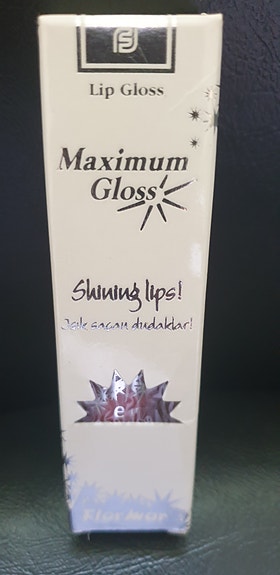 Lip Gloss
Maximum
Gloss
Shining lips!
Işık saçan dudaklar!